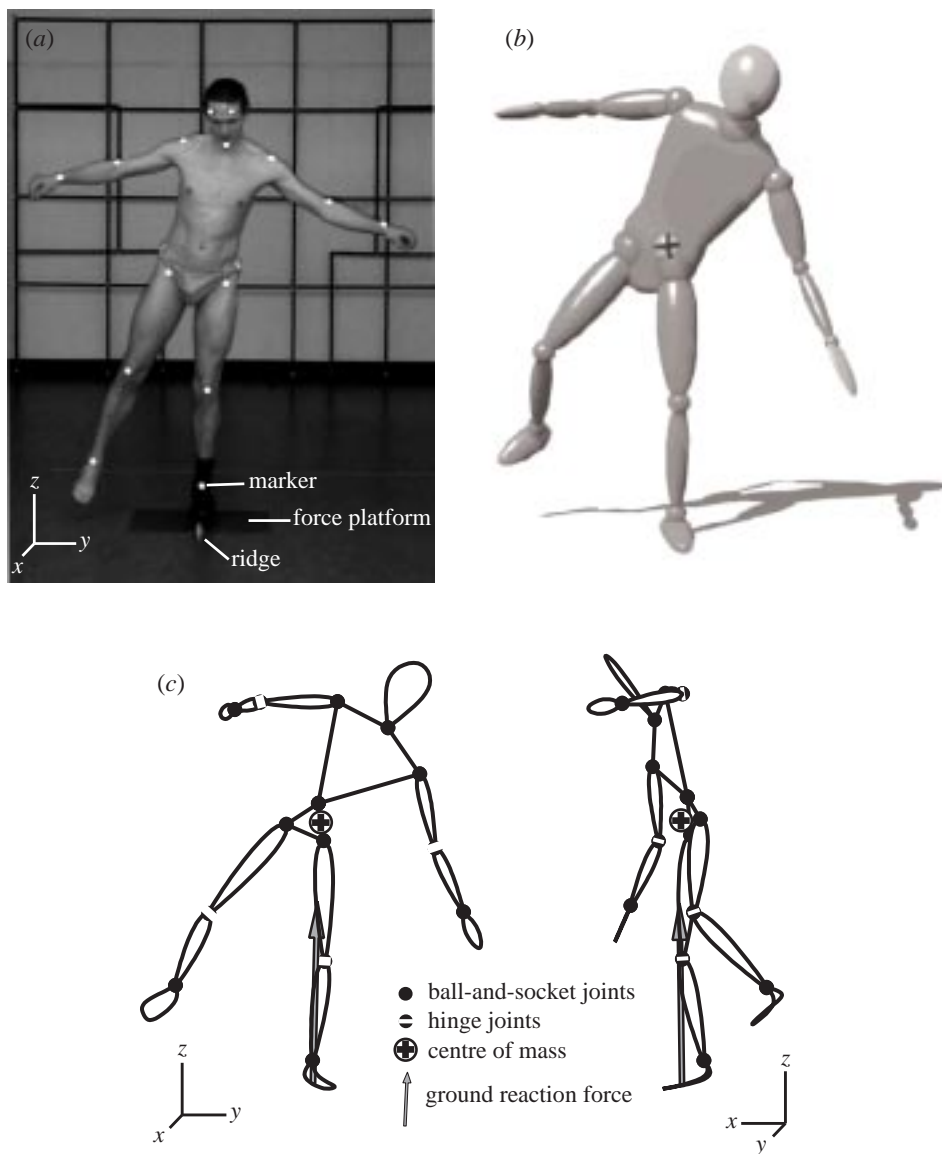 (a)
marker
force platform
ridge
z
y
x
(b)
(c)
ball-and-socket joints
hinge joints
centre of mass
ground reaction force
z
y
x
z
x
y